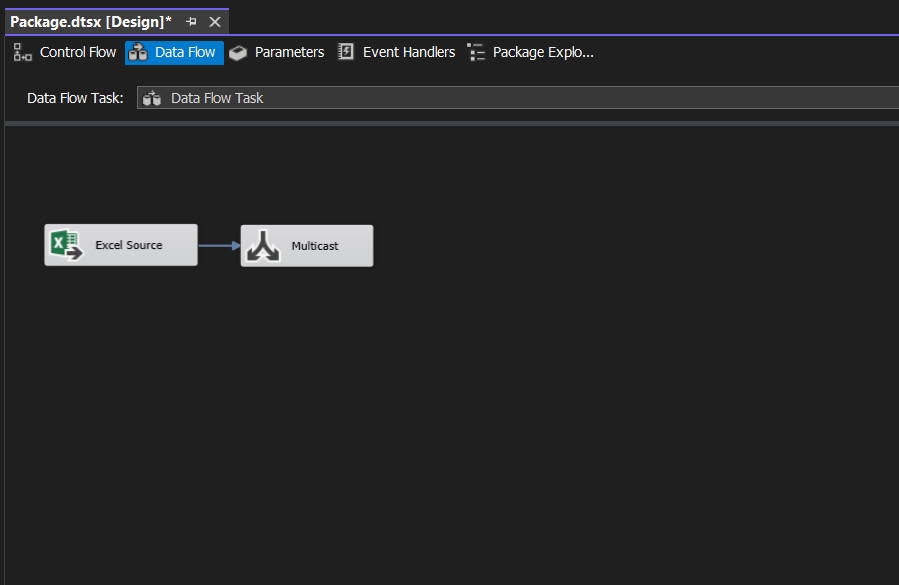 Package.dtsx [Design]*
Control Flow Data Flow Parameters Event Handlers Package Explo...
Data Flow Task: Data Flow Task
Excel Source Multicast